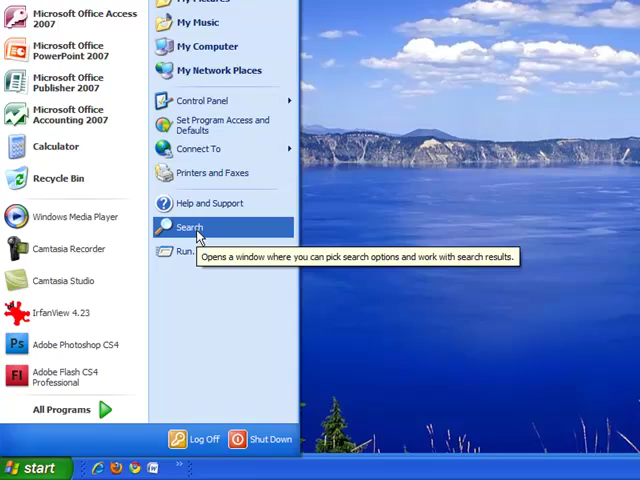 Microsoft Office Access
2007
Microsoft Office
PowerPoint 2007
Microsoft Office
Publisher 2007
Microsoft Office
Accounting 2007
Calculator
Recycle Bin
Windows Media Player
Camtasia Recorder
Camtasia Studio
IrfanView 4.23
Ps
Adobe Photoshop CS4
Fl
Adobe Flash CS4
Professional
All Programs
My Music
My Computer
My Network Places
Control Panel
Set Program Access and
Defaults
Connect To
Printers and Faxes
Help and Support
Search
Run.
Opens a window where you can pick search options and work with search results.
Log Off
Shut Down
start